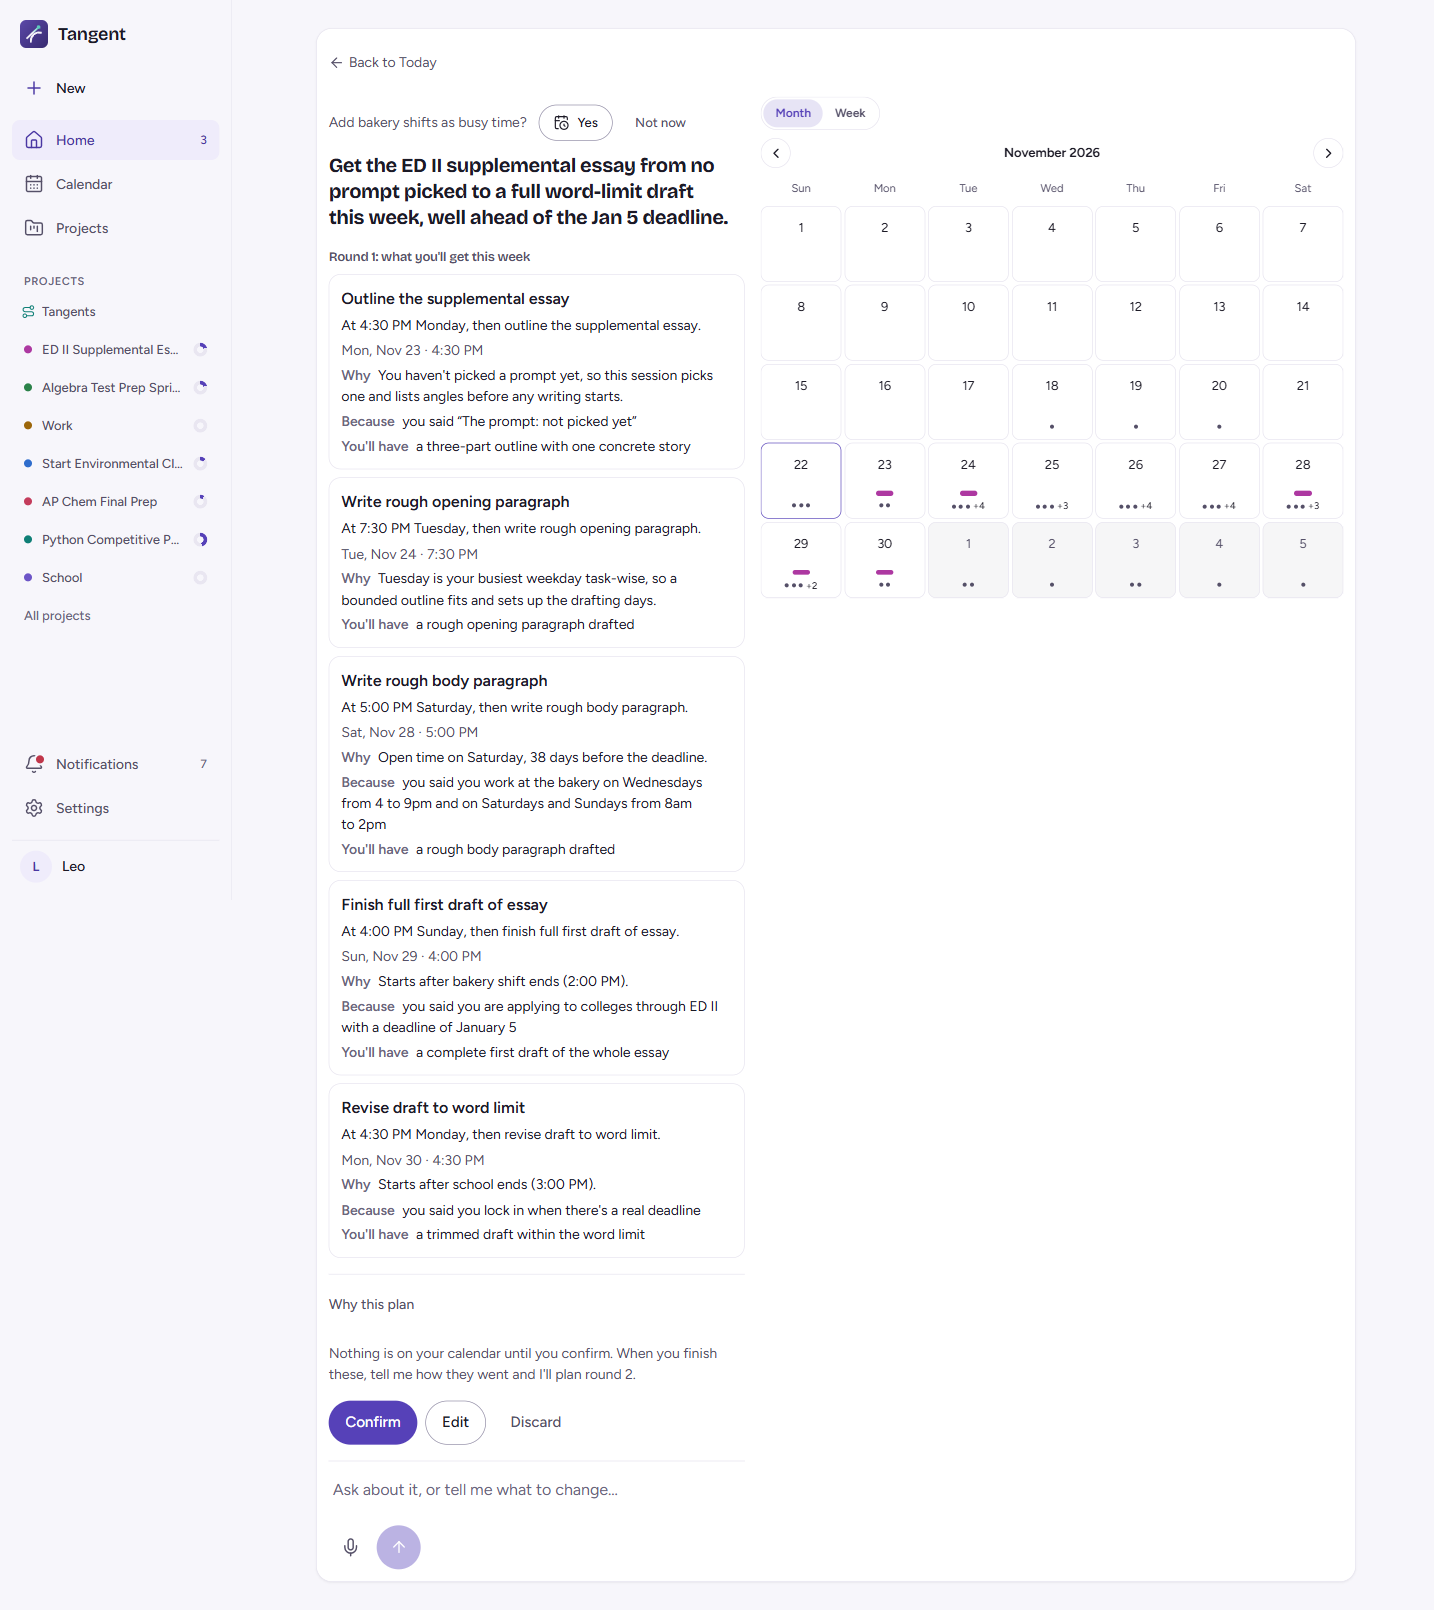 Tangent
New
Home 3
Calendar
Projects
PROJECTS
Tangents
ED II Supplemental Es...
Algebra Test Prep Spri...
Work
Start Environmental Cl...
AP Chem Final Prep
Python Competitive P...
School
All projects
Notifications 7
Settings
L Leo
Back to Today
Add bakery shifts as busy time? Yes Not now
Get the ED II supplemental essay from no
prompt picked to a full word-limit draft
this week, well ahead of the Jan 5 deadline.
Round 1: what you'll get this week
Outline the supplemental essay
At 4:30 PM Monday, then outline the supplemental essay.
Mon, Nov 23 · 4:30 PM
Why You haven't picked a prompt yet, so this session picks
one and lists angles before any writing starts.
Because you said “The prompt: not picked yet”
You'll have a three-part outline with one concrete story
Write rough opening paragraph
At 7:30 PM Tuesday, then write rough opening paragraph.
Tue, Nov 24 · 7:30 PM
Why Tuesday is your busiest weekday task-wise, so a
bounded outline fits and sets up the drafting days.
You'll have a rough opening paragraph drafted
Write rough body paragraph
At 5:00 PM Saturday, then write rough body paragraph.
Sat, Nov 28 · 5:00 PM
Why Open time on Saturday, 38 days before the deadline.
Because you said you work at the bakery on Wednesdays
from 4 to 9pm and on Saturdays and Sundays from 8am
to 2pm
You'll have a rough body paragraph drafted
Finish full first draft of essay
At 4:00 PM Sunday, then finish full first draft of essay.
Sun, Nov 29 · 4:00 PM
Why Starts after bakery shift ends (2:00 PM).
Because you said you are applying to colleges through ED II
with a deadline of January 5
You'll have a complete first draft of the whole essay
Revise draft to word limit
At 4:30 PM Monday, then revise draft to word limit.
Mon, Nov 30 · 4:30 PM
Why Starts after school ends (3:00 PM).
Because you said you lock in when there's a real deadline
You'll have a trimmed draft within the word limit
Why this plan
Nothing is on your calendar until you confirm. When you finish
these, tell me how they went and I'll plan round 2.
Confirm Edit Discard
Ask about it, or tell me what to change...
Month Week
November 2026
Sun Mon Tue Wed Thu Fri Sat
1 2 3 4 5 6 7
8 9 10 11 12 13 14
15 16 17 18 19 20 21
22 23 24 25 26 27 28
+4 +3 +4 +4 +3
29 30 1 2 3 4 5
+2